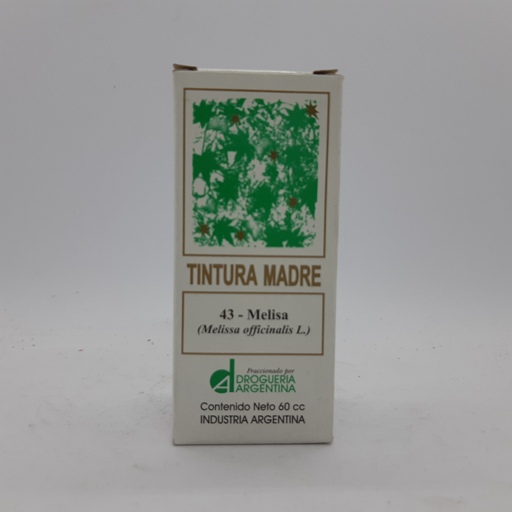 TINTURA MADRE
43 - Melisa
(Melissa officinalis L.)
Fraccionado por
DROGUERIA
ARGENTINA
Contenido Neto 60 cc
INDUSTRIA ARGENTINA